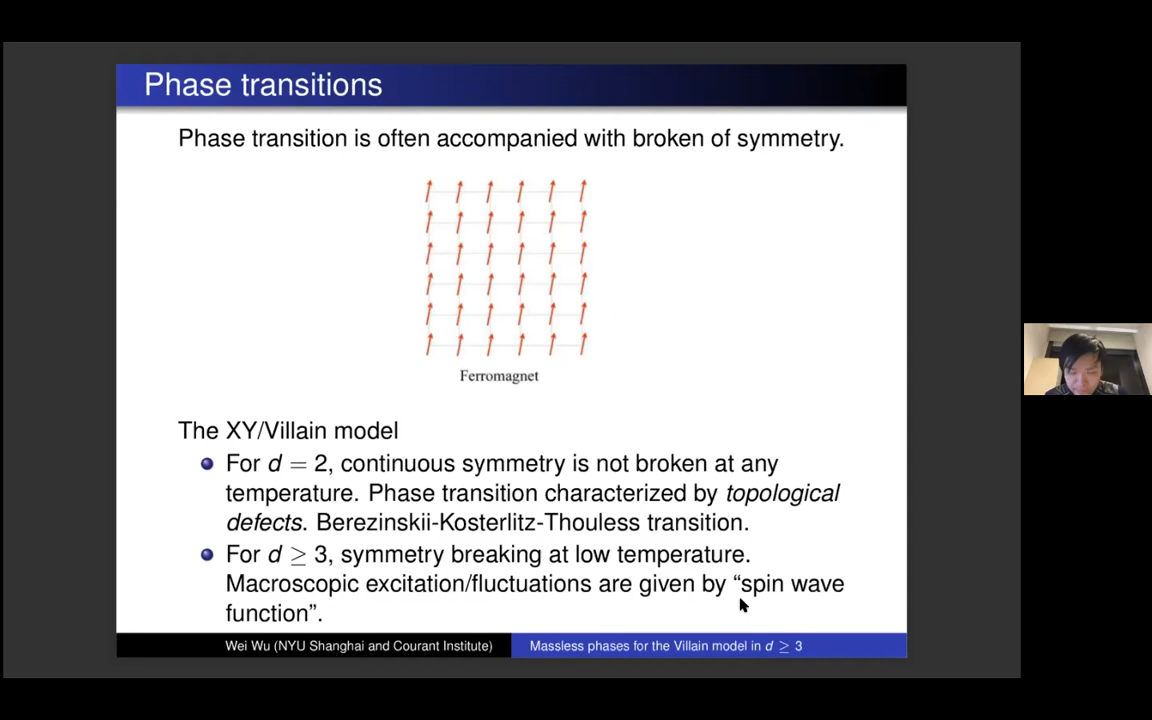 Phase transitions
Phase transition is often accompanied with broken of symmetry.
Ferromagnet
The XY/Villain model
For d = 2, continuous symmetry is not broken at any
temperature. Phase transition characterized by topological
defects. Berezinskii-Kosterlitz-Thouless transition.
For d ≥ 3, symmetry breaking at low temperature.
Macroscopic excitation/fluctuations are given by “spin wave
function”.
Wei Wu (NYU Shanghai and Courant Institute)
Massless phases for the Villain model in d ≥ 3